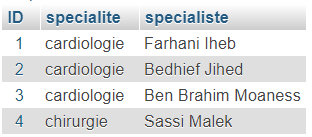 ID specialite specialiste
1 cardiologie Farhani Iheb
2 cardiologie Bedhief Jihed
3 cardiologie Ben Brahim Moaness
4 chirurgie Sassi Malek